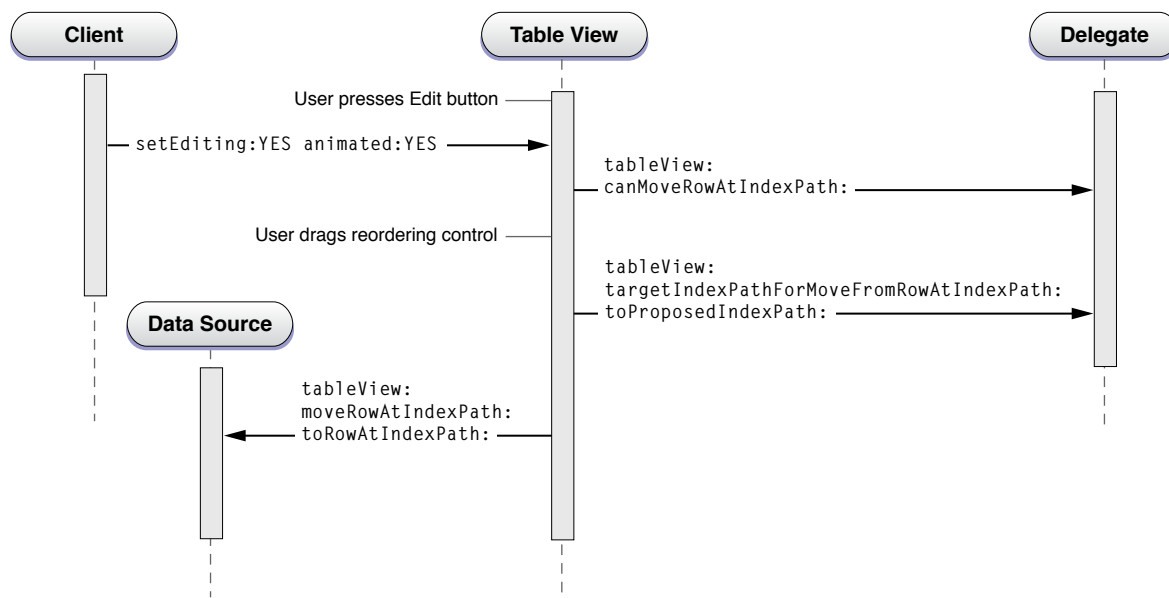 Client
Table View
Delegate
User presses Edit button
setEditing:YES animated:YES
tableView:
canMoveRowAtIndexPath:
User drags reordering control
tableView:
targetIndexPathForMoveFromRowAtIndexPath:
toProposedIndexPath:
Data Source
tableView:
moveRowAtIndexPath:
toRowAtIndexPath: